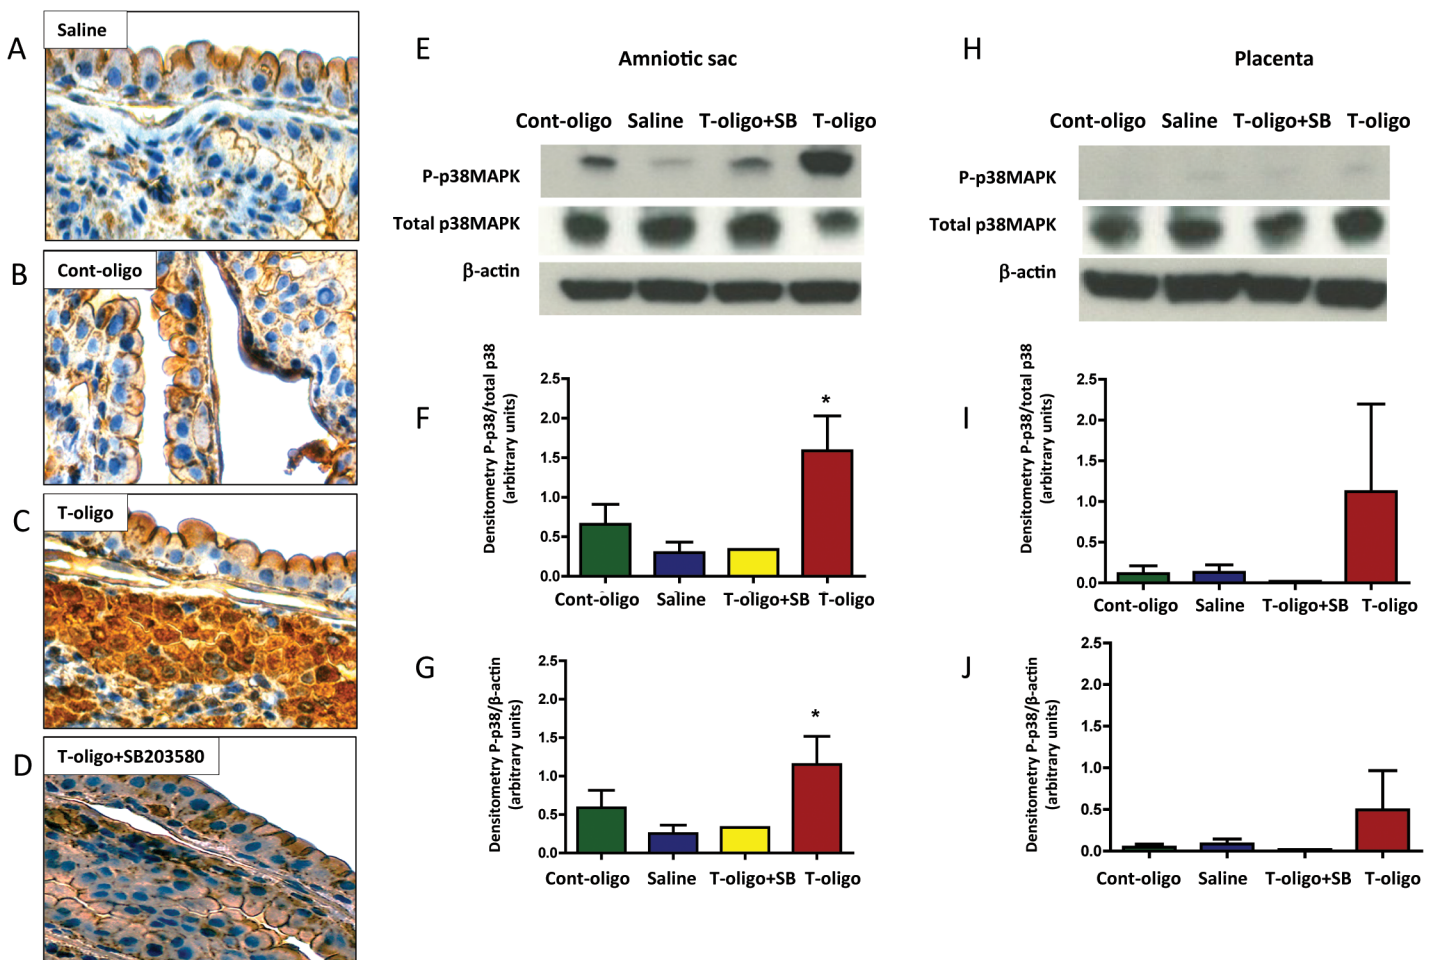 A
Saline
B
Cont-oligo
C
T-oligo
D
T-oligo+SB203580
E
Amniotic sac
Cont-oligo Saline T-oligo+SB T-oligo
P-p38MAPK
Total p38MAPK
β-actin
F
Densitometry P-p38/total p38
(arbitrary units)
2.5
2.0
1.5
1.0
0.5
0.0
*
Cont-oligo Saline T-oligo+SB T-oligo
G
Densitometry P-p38/β-actin
(arbitrary units)
2.5
2.0
1.5
1.0
0.5
0.0
*
Cont-oligo Saline T-oligo+SB T-oligo
H
Placenta
Cont-oligo Saline T-oligo+SB T-oligo
P-p38MAPK
Total p38MAPK
β-actin
I
Densitometry P-p38/total p38
(arbitrary units)
2.5
2.0
1.5
1.0
0.5
0.0
Cont-oligo Saline T-oligo+SB T-oligo
J
Densitometry P-p38/β-actin
(arbitrary units)
2.5
2.0
1.5
1.0
0.5
0.0
Cont-oligo Saline T-oligo+SB T-oligo